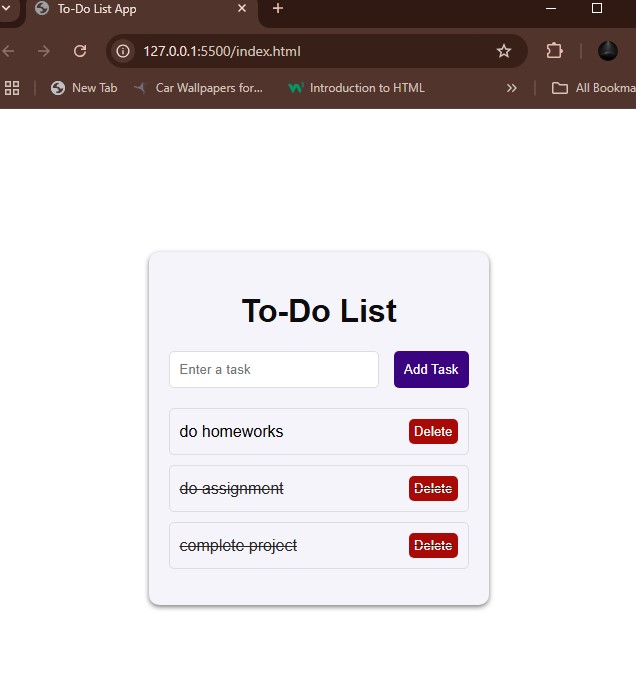 To-Do List App
127.0.0.1:5500/index.html
New Tab Car Wallpapers for... Introduction to HTML All Bookma
To-Do List
Enter a task Add Task
do homeworks Delete
do assignment Delete
complete project Delete